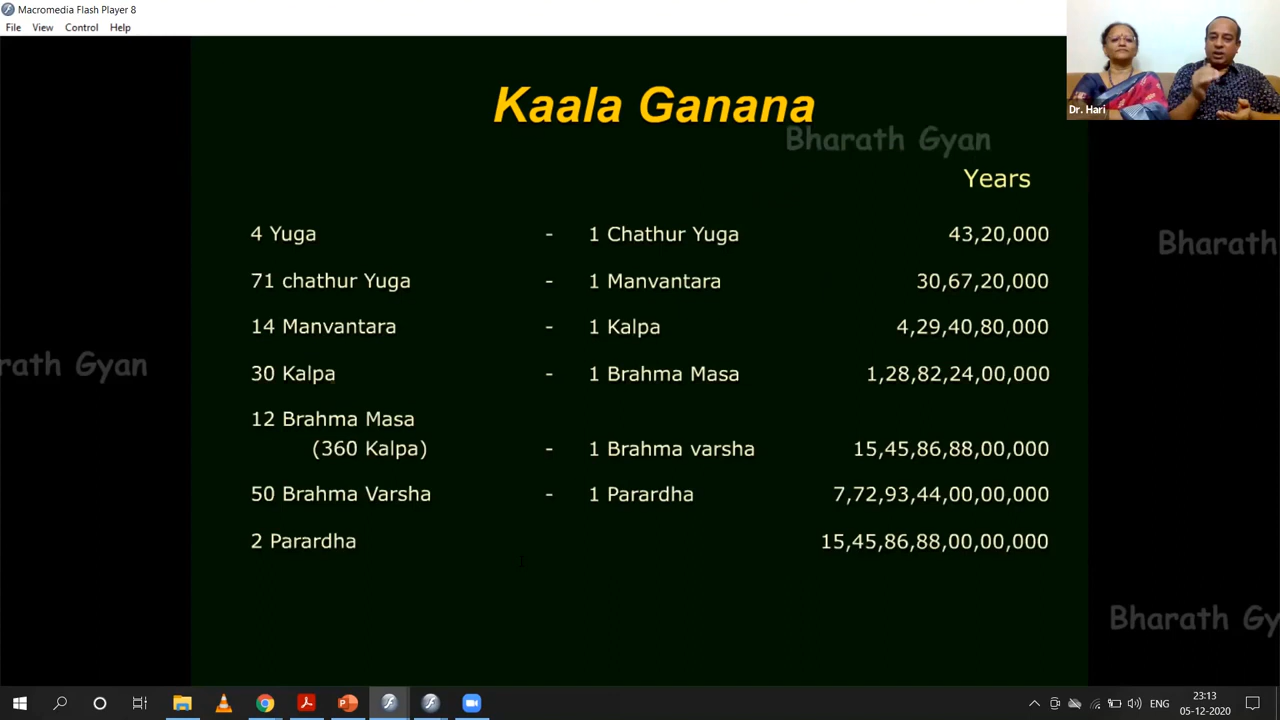 Macromedia Flash Player 8
File View Control Help
Dr. Hari
Kaala Ganana
Bharath Gyan
Years
4 Yuga - 1 Chathur Yuga 43,20,000
Bharath
71 chathur Yuga - 1 Manvantara 30,67,20,000
14 Manvantara - 1 Kalpa 4,29,40,80,000
rath Gyan
30 Kalpa - 1 Brahma Masa 1,28,82,24,00,000
12 Brahma Masa
(360 Kalpa) - 1 Brahma varsha 15,45,86,88,00,000
50 Brahma Varsha - 1 Parardha 7,72,93,44,00,00,000
2 Parardha 15,45,86,88,00,00,000
Bharath Gy
ENG
23:13
05-12-2020